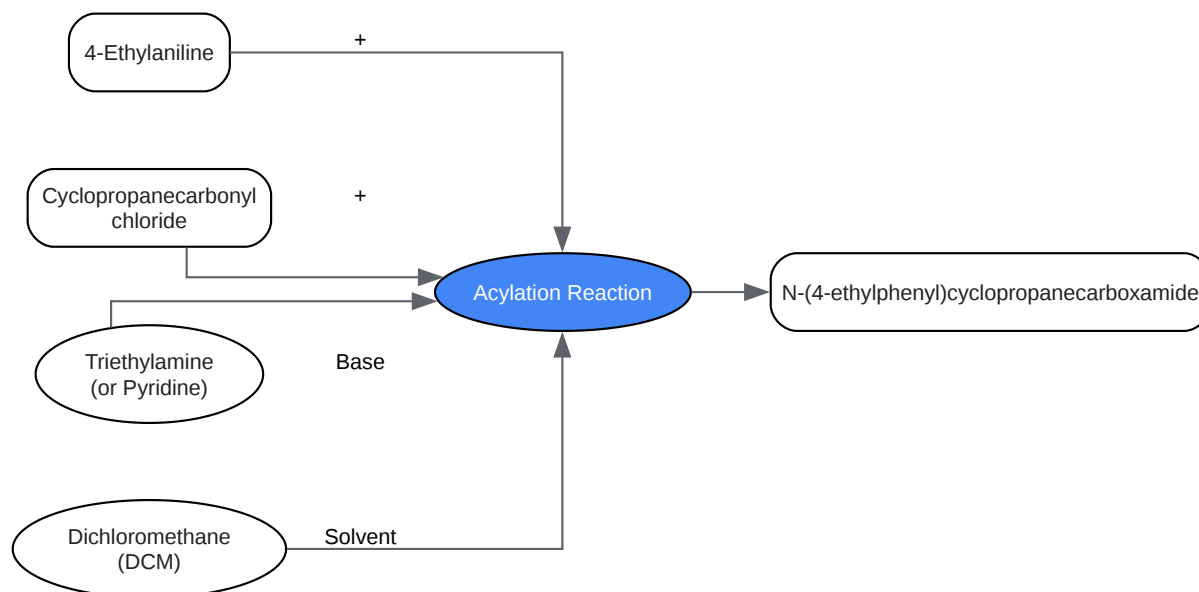 4-Ethylaniline
+
Cyclopropanecarbonyl
chloride
+
Acylation Reaction
N-(4-ethylphenyl)cyclopropanecarboxamide
Triethylamine
(or Pyridine)
Base
Dichloromethane
(DCM)
Solvent